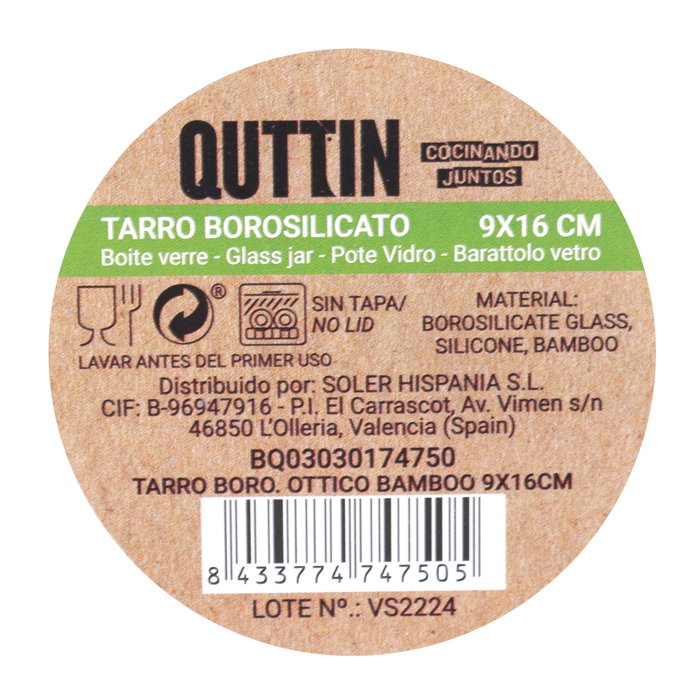 QUTTIN
COCINANDO
JUNTOS
TARRO BOROSILICATO 9X16 CM
Boite verre - Glass jar - Pote Vidro - Barattolo vetro
®
SIN TAPA/
NO LID
MATERIAL:
BOROSILICATE GLASS,
SILICONE, BAMBOO
LAVAR ANTES DEL PRIMER USO
Distribuido por: SOLER HISPANIA S.L.
CIF: B-96947916 - P.I. El Carrascot, Av. Vimen s/n
46850 L'Olleria, Valencia (Spain)
BQ03030174750
TARRO BORO. OTTICO BAMBOO 9X16CM
8 433774 747505
LOTE Nº.: VS2224